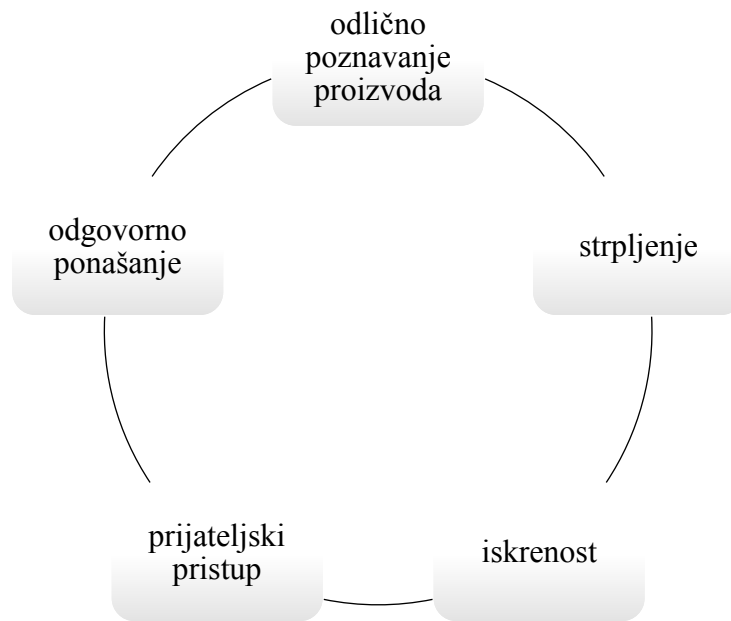 odlično
poznavanje
proizvoda
strpljenje
iskrenost
prijateljski
pristup
odgovorno
ponašanje